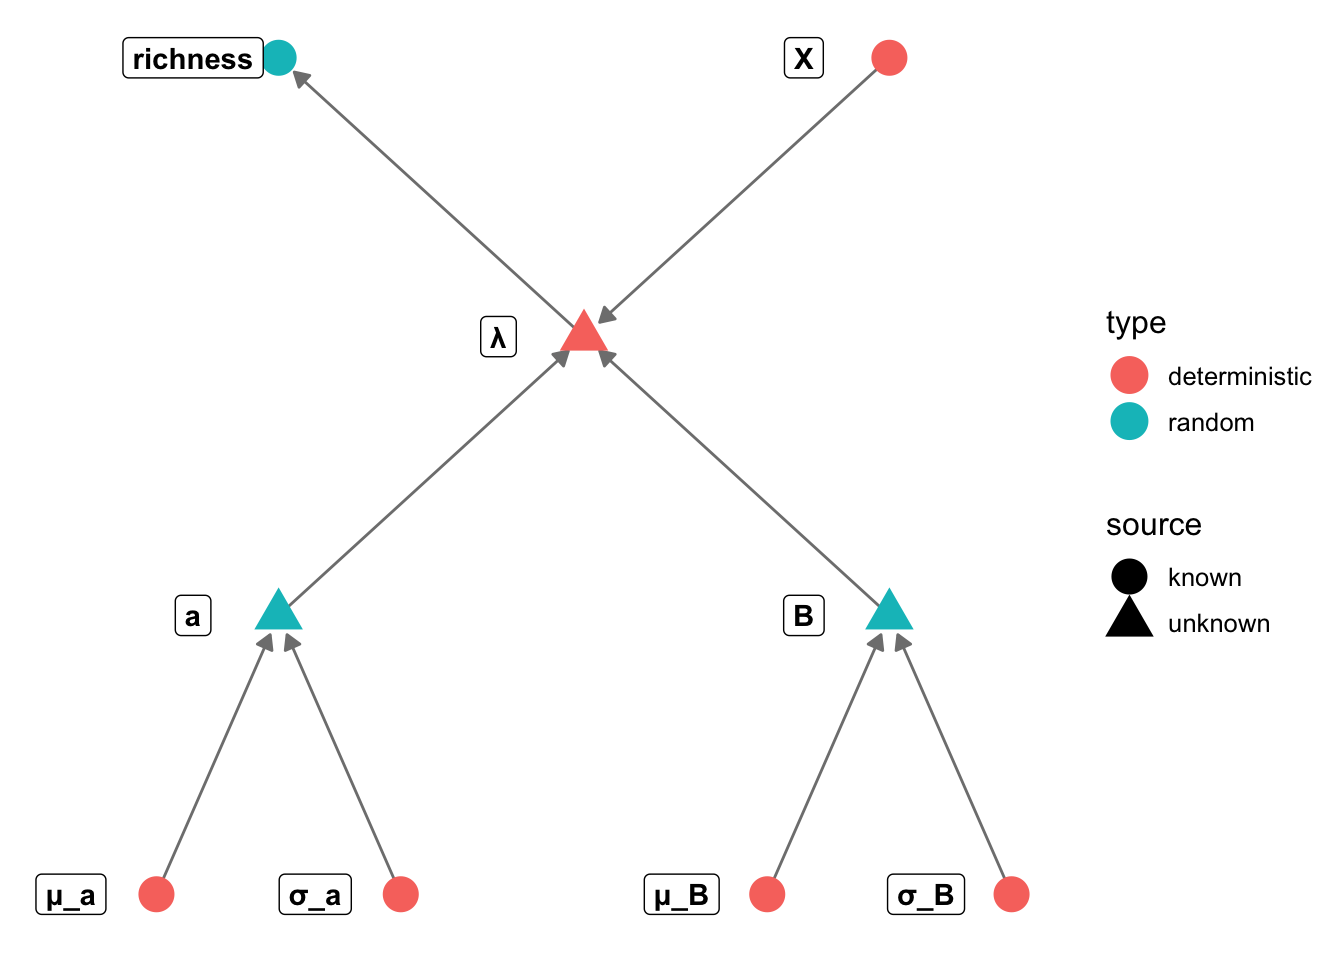 richness
X
λ
a
B
μ_a
σ_a
μ_B
σ_B
type
deterministic
random
source
known
unknown